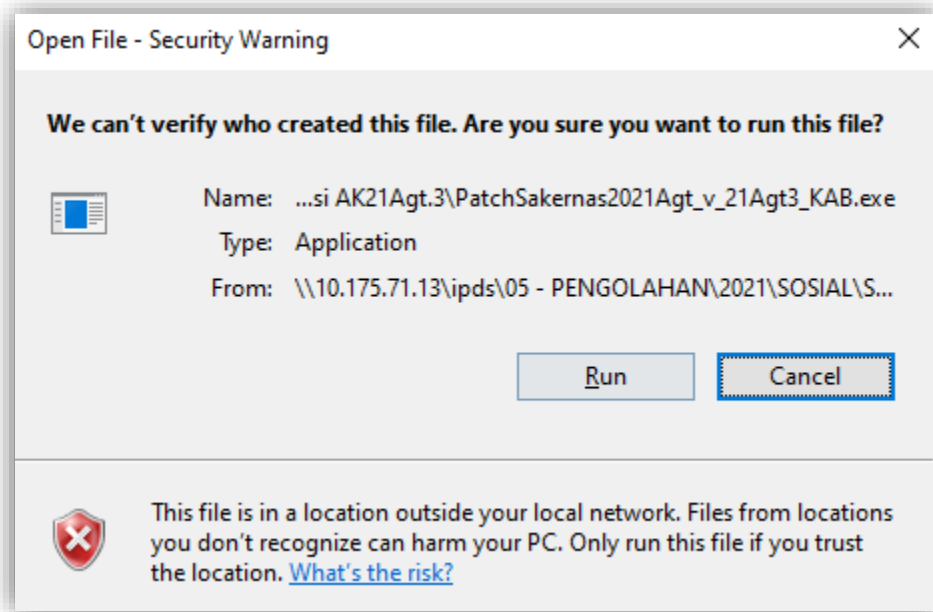 Open File - Security Warning
We can't verify who created this file. Are you sure you want to run this file?
Name: ...si AK21Agt.3\PatchSakernas2021Agt_v_21Agt3_KAB.exe
Type: Application
From: \\10.175.71.13\ipds\05 - PENGOLAHAN\2021\SOSIAL\S...
Run Cancel
This file is in a location outside your local network. Files from locations
you don't recognize can harm your PC. Only run this file if you trust
the location. What's the risk?